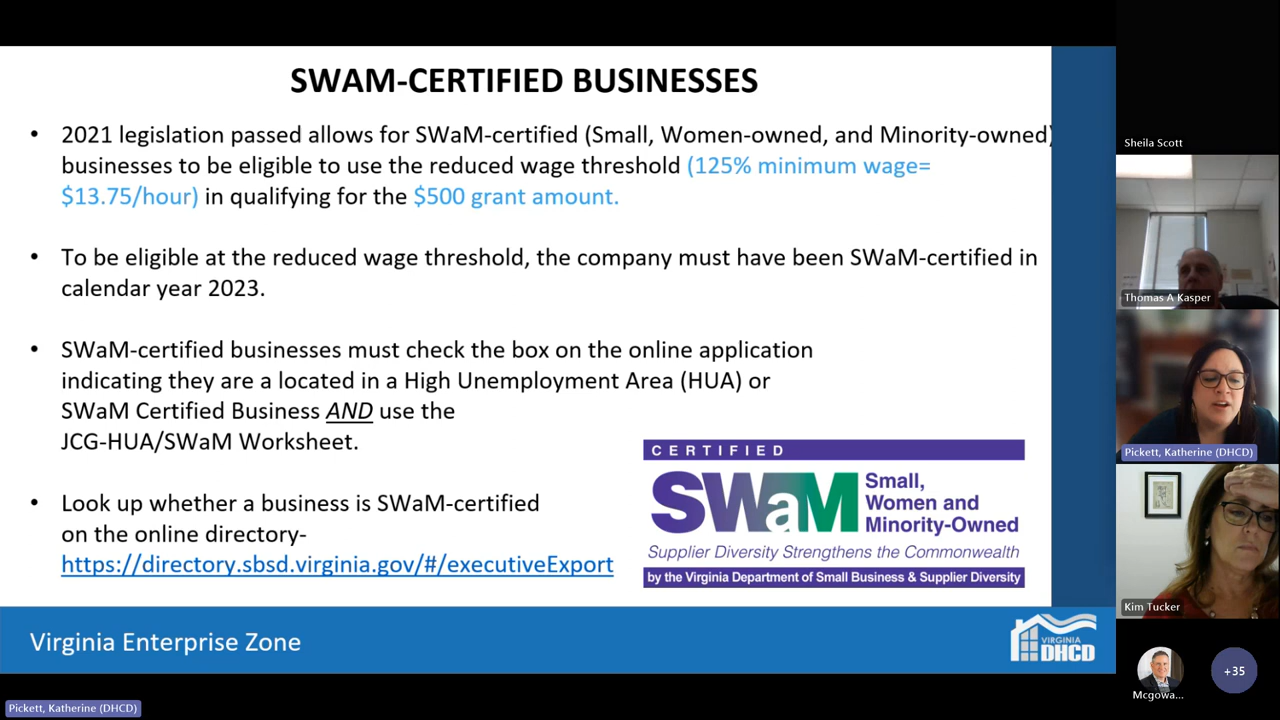 SWAM-CERTIFIED BUSINESSES
• 2021 legislation passed allows for SWaM-certified (Small, Women-owned, and Minority-owned)
businesses to be eligible to use the reduced wage threshold (125% minimum wage=
$13.75/hour) in qualifying for the $500 grant amount.
• To be eligible at the reduced wage threshold, the company must have been SWaM-certified in
calendar year 2023.
• SWaM-certified businesses must check the box on the online application
indicating they are a located in a High Unemployment Area (HUA) or
SWaM Certified Business AND use the
JCG-HUA/SWaM Worksheet.
• Look up whether a business is SWaM-certified
on the online directory-
https://directory.sbsd.virginia.gov/#/executiveExport
CERTIFIED
SWaM
Small,
Women and
Minority-Owned
Supplier Diversity Strengthens the Commonwealth
by the Virginia Department of Small Business & Supplier Diversity
Virginia Enterprise Zone
VIRGINIA
DHCD
Pickett, Katherine (DHCD)
Sheila Scott
Thomas A Kasper
Pickett, Katherine (DHCD)
Kim Tucker
Mcgowa...
+35